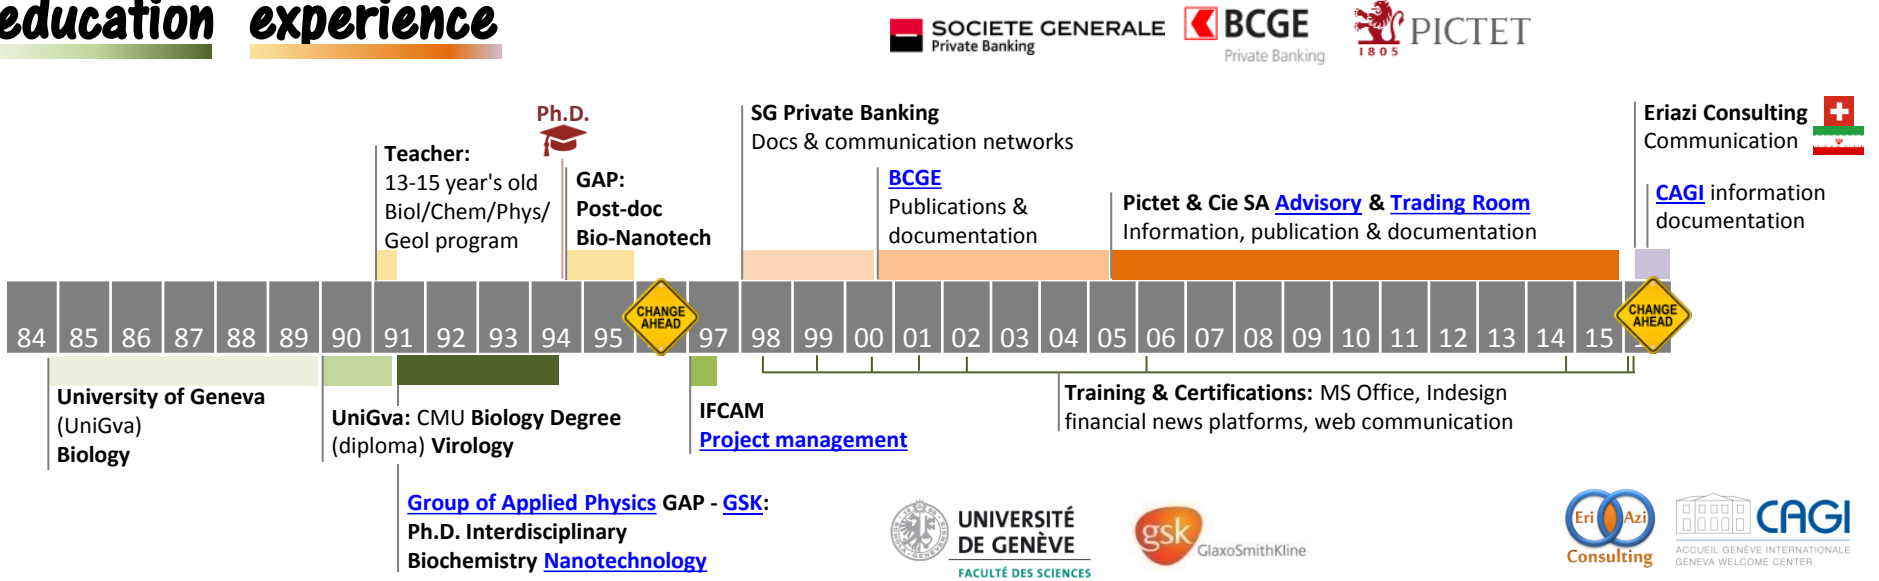 education experience
SOCIETE GENERALE
Private Banking
BCGE
Private Banking
1805
PICTET
Ph.D.
Teacher:
13-15 year's old
Biol/Chem/Phys/
Geol program
GAP:
Post-doc
Bio-Nanotech
SG Private Banking
Docs & communication networks
BCGE
Publications &
documentation
Pictet & Cie SA Advisory & Trading Room
Information, publication & documentation
Eriazi Consulting
Communication
CAGI information
documentation
84 85 86 87 88 89 90 91 92 93 94 95 CHANGE AHEAD 97 98 99 00 01 02 03 04 05 06 07 08 09 10 11 12 13 14 15 CHANGE AHEAD
University of Geneva
(UniGva)
Biology
UniGva: CMU Biology Degree
(diploma) Virology
Group of Applied Physics GAP - GSK:
Ph.D. Interdisciplinary
Biochemistry Nanotechnology
IFCAM
Project management
Training & Certifications: MS Office, Indesign
financial news platforms, web communication
UNIVERSITÉ
DE GENÈVE
FACULTÉ DES SCIENCES
gsk
GlaxoSmithKline
Eri Azi
Consulting
CAGI
ACCUEIL GENÈVE INTERNATIONALE
GENEVA WELCOME CENTER